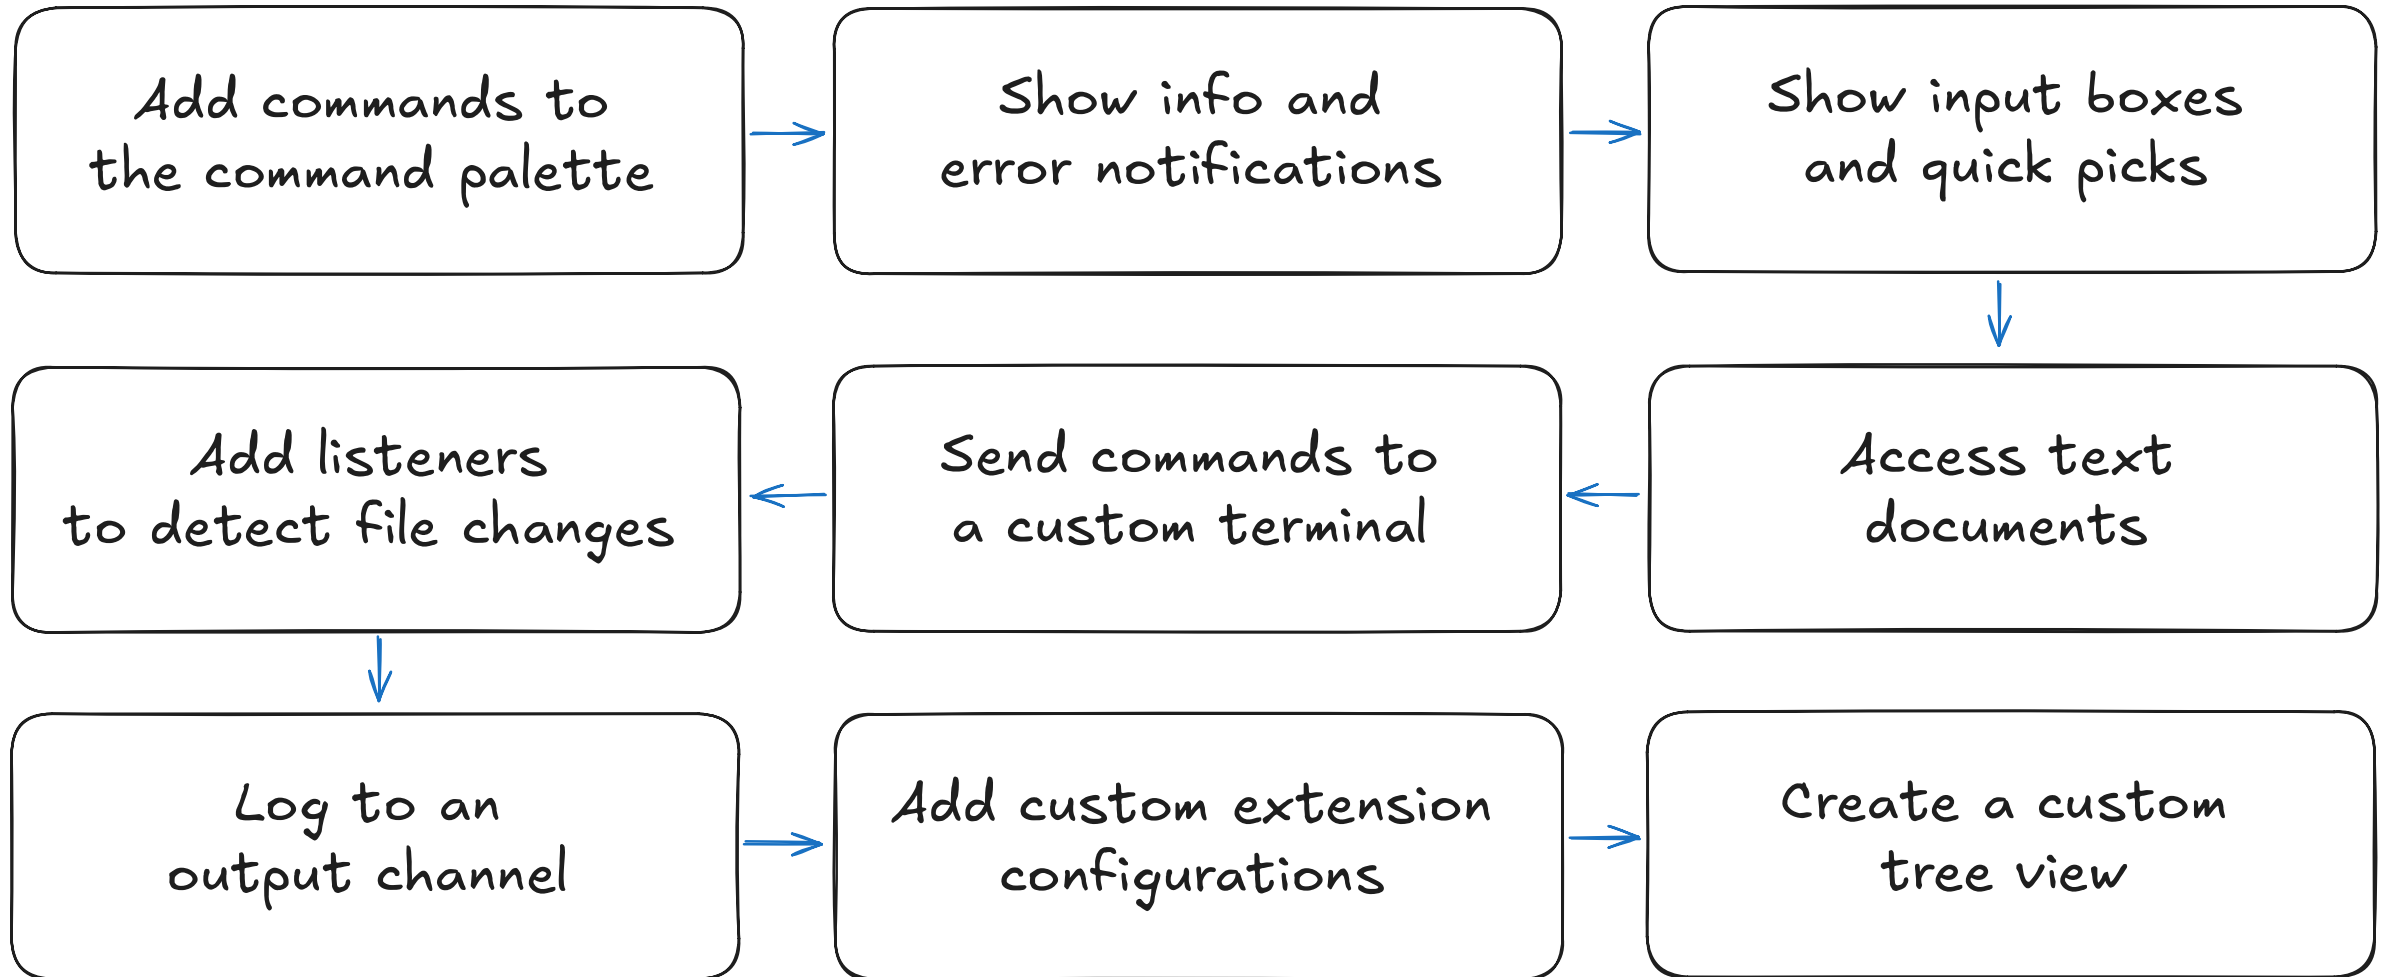 Add commands to
the command palette
Show info and
error notifications
Show input boxes
and quick picks
Access text
documents
Send commands to
a custom terminal
Add listeners
to detect file changes
Log to an
output channel
Add custom extension
configurations
Create a custom
tree view